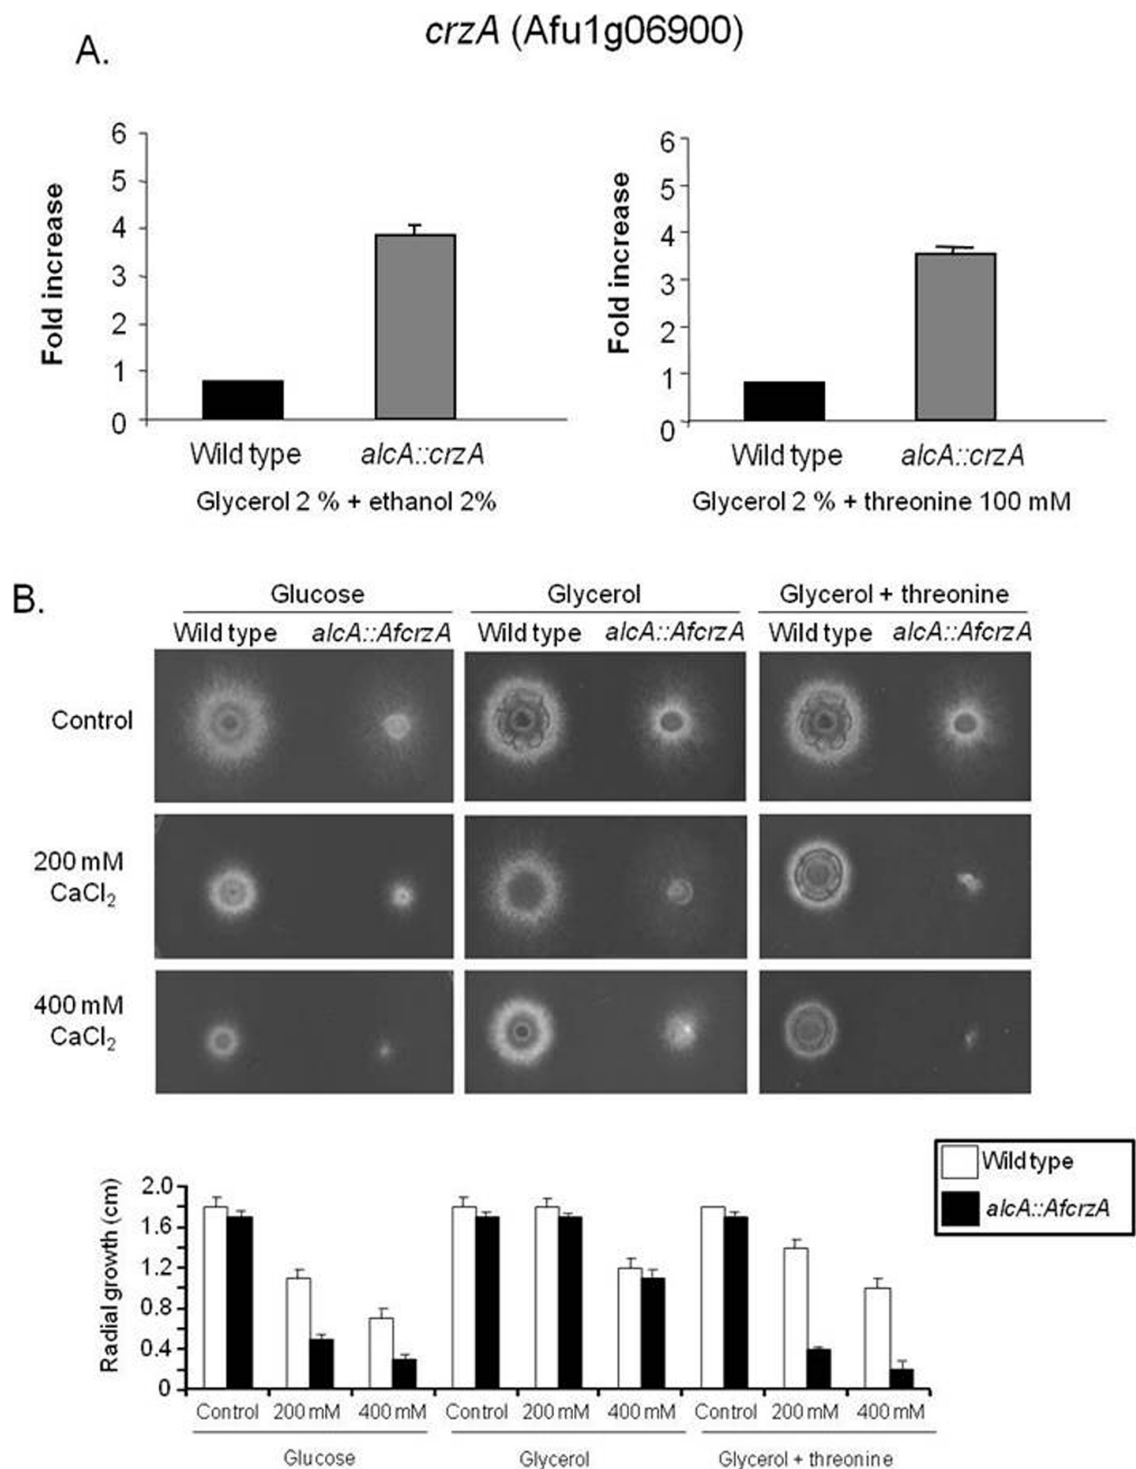 crzA (Afu1g06900)
A.
Fold increase
6
5
4
3
2
1
0
Wild type alcA::crzA
Glycerol 2 % + ethanol 2%
Fold increase
6
5
4
3
2
1
0
Wild type alcA::crzA
Glycerol 2 % + threonine 100 mM
B.
Glucose Glycerol Glycerol + threonine
Wild type alcA::AfcrzA Wild type alcA::AfcrzA Wild type alcA::AfcrzA
Control
200 mM
CaCl₂
400 mM
CaCl₂
Wild type
alcA::AfcrzA
Radial growth (cm)
2.0
1.6
1.2
0.8
0.4
0
Control 200 mM 400 mM Control 200 mM 400 mM Control 200 mM 400 mM
Glucose Glycerol Glycerol + threonine